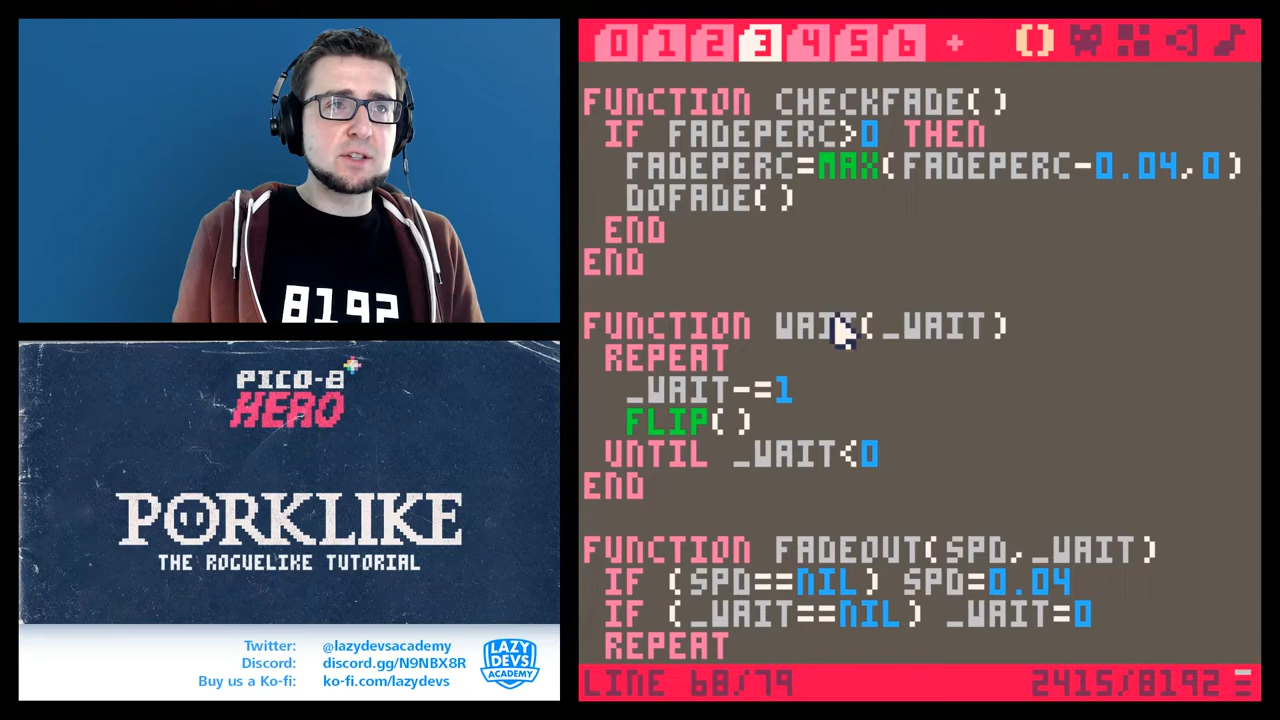 8192
PICO-8
HERO
PORKLIKE
THE ROGUELIKE TUTORIAL
Twitter: @lazydevsacademy
Discord: discord.gg/N9NBX8R
Buy us a Ko-fi: ko-fi.com/lazydevs
LAZY
DEVS
ACADEMY
0 1 2 3 4 5 6 +
FUNCTION CHECKFADE()
IF FADEPERC>0 THEN
FADEPERC=MAX(FADEPERC-0.04,0)
DOFADE()
END
END
FUNCTION WAIT(_WAIT)
REPEAT
_WAIT-=1
FLIP()
UNTIL _WAIT<0
END
FUNCTION FADEOUT(SPD,_WAIT)
IF (SPD==NIL) SPD=0.04
IF (_WAIT==NIL) _WAIT=0
REPEAT
LINE 68/79 2415/8192